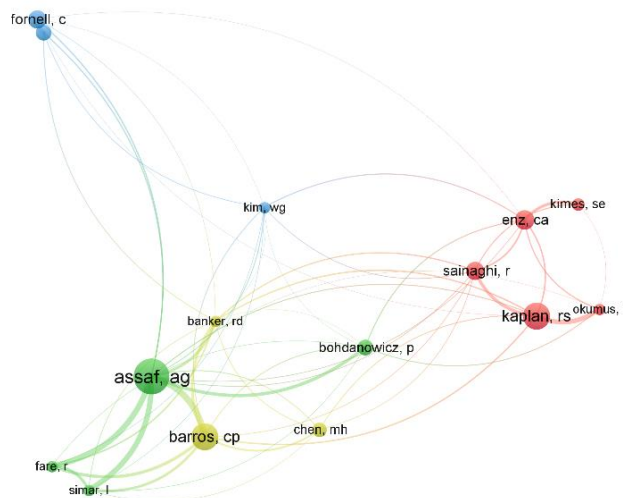 fornell, c
kim, wg
kimes, se
enz, ca
sainaghi, r
kaplan, rs
okumus,
banker, rd
bohdanowicz, p
assaf, ag
barros, cp
chen, mh
fare, r
simar, l